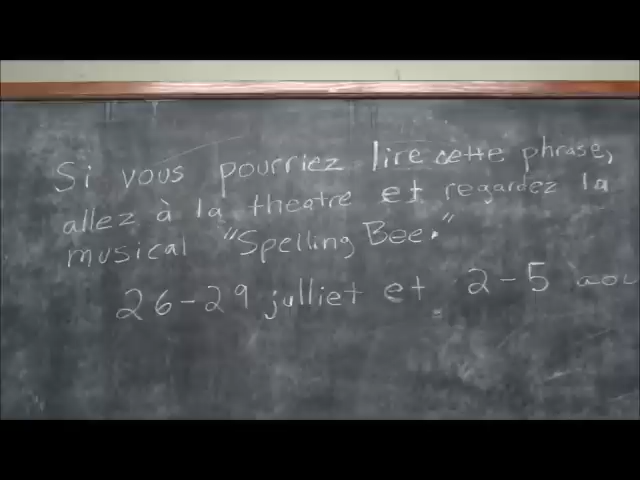 Si vous pourriez lire cette phrase,
allez à la theatre et regardez la
musical "Spelling Bee."
26-29 julliet et 2-5 aou